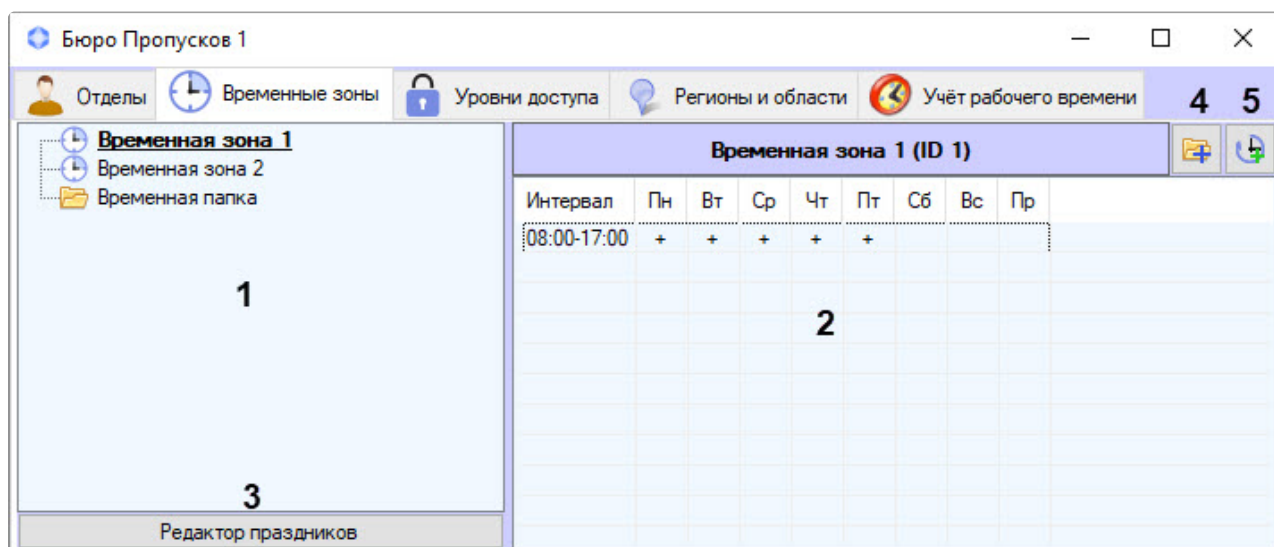 Бюро Пропусков 1
Отделы Временные зоны Уровни доступа Регионы и области Учёт рабочего времени 4 5
Временная зона 1
Временная зона 2
Временная папка
1
3
Редактор праздников
Временная зона 1 (ID 1)
Интервал Пн Вт Ср Чт Пт Сб Вс Пр
08:00-17:00 + + + + +
2